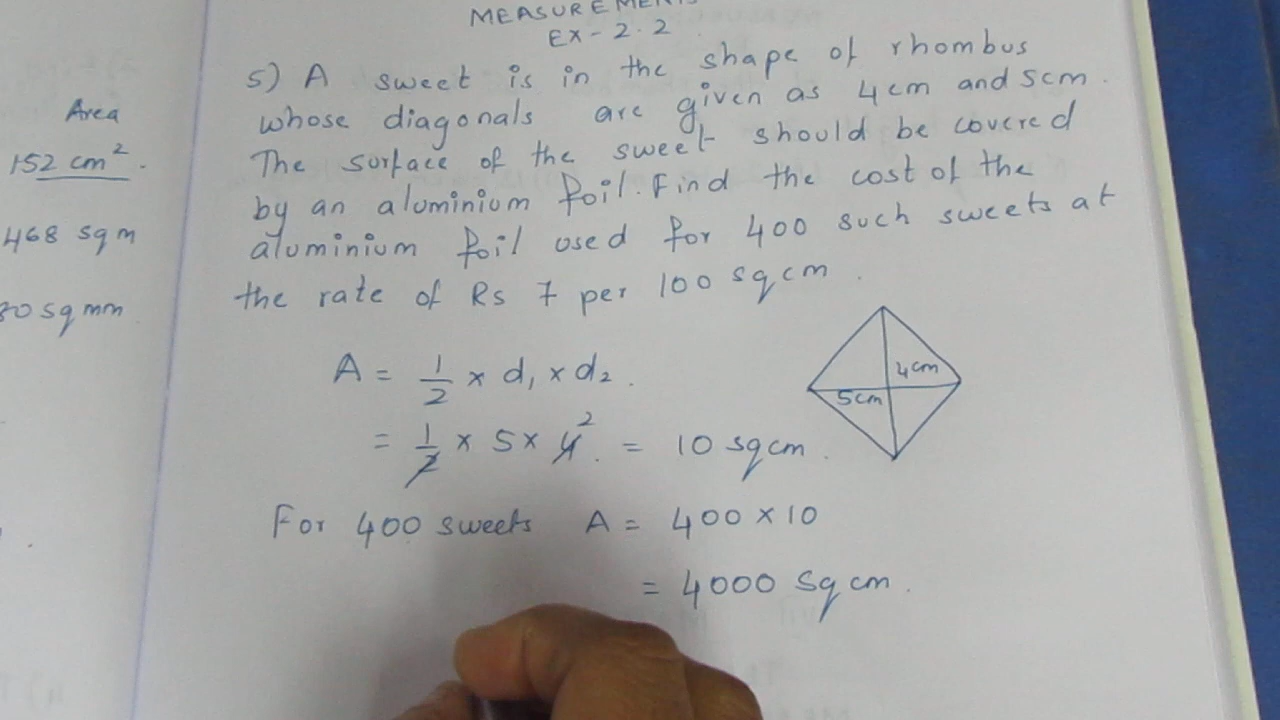 MEASUREMENTS
EX-2.2
Area
152 cm².
468 sqm
80 sq mm
5) A sweet is in the shape of rhombus
whose diagonals are given as 4cm and 5cm.
The surface of the sweet should be covered
by an aluminium foil. Find the cost of the
aluminium foil used for 400 such sweets at
the rate of Rs 7 per 100 sqcm.
A = 1/2 × d₁ × d₂.
4cm
5cm
= 1/2 × 5 × 4 2. = 10 sqcm.
For 400 sweets A = 400 × 10
= 4000 Sq cm.